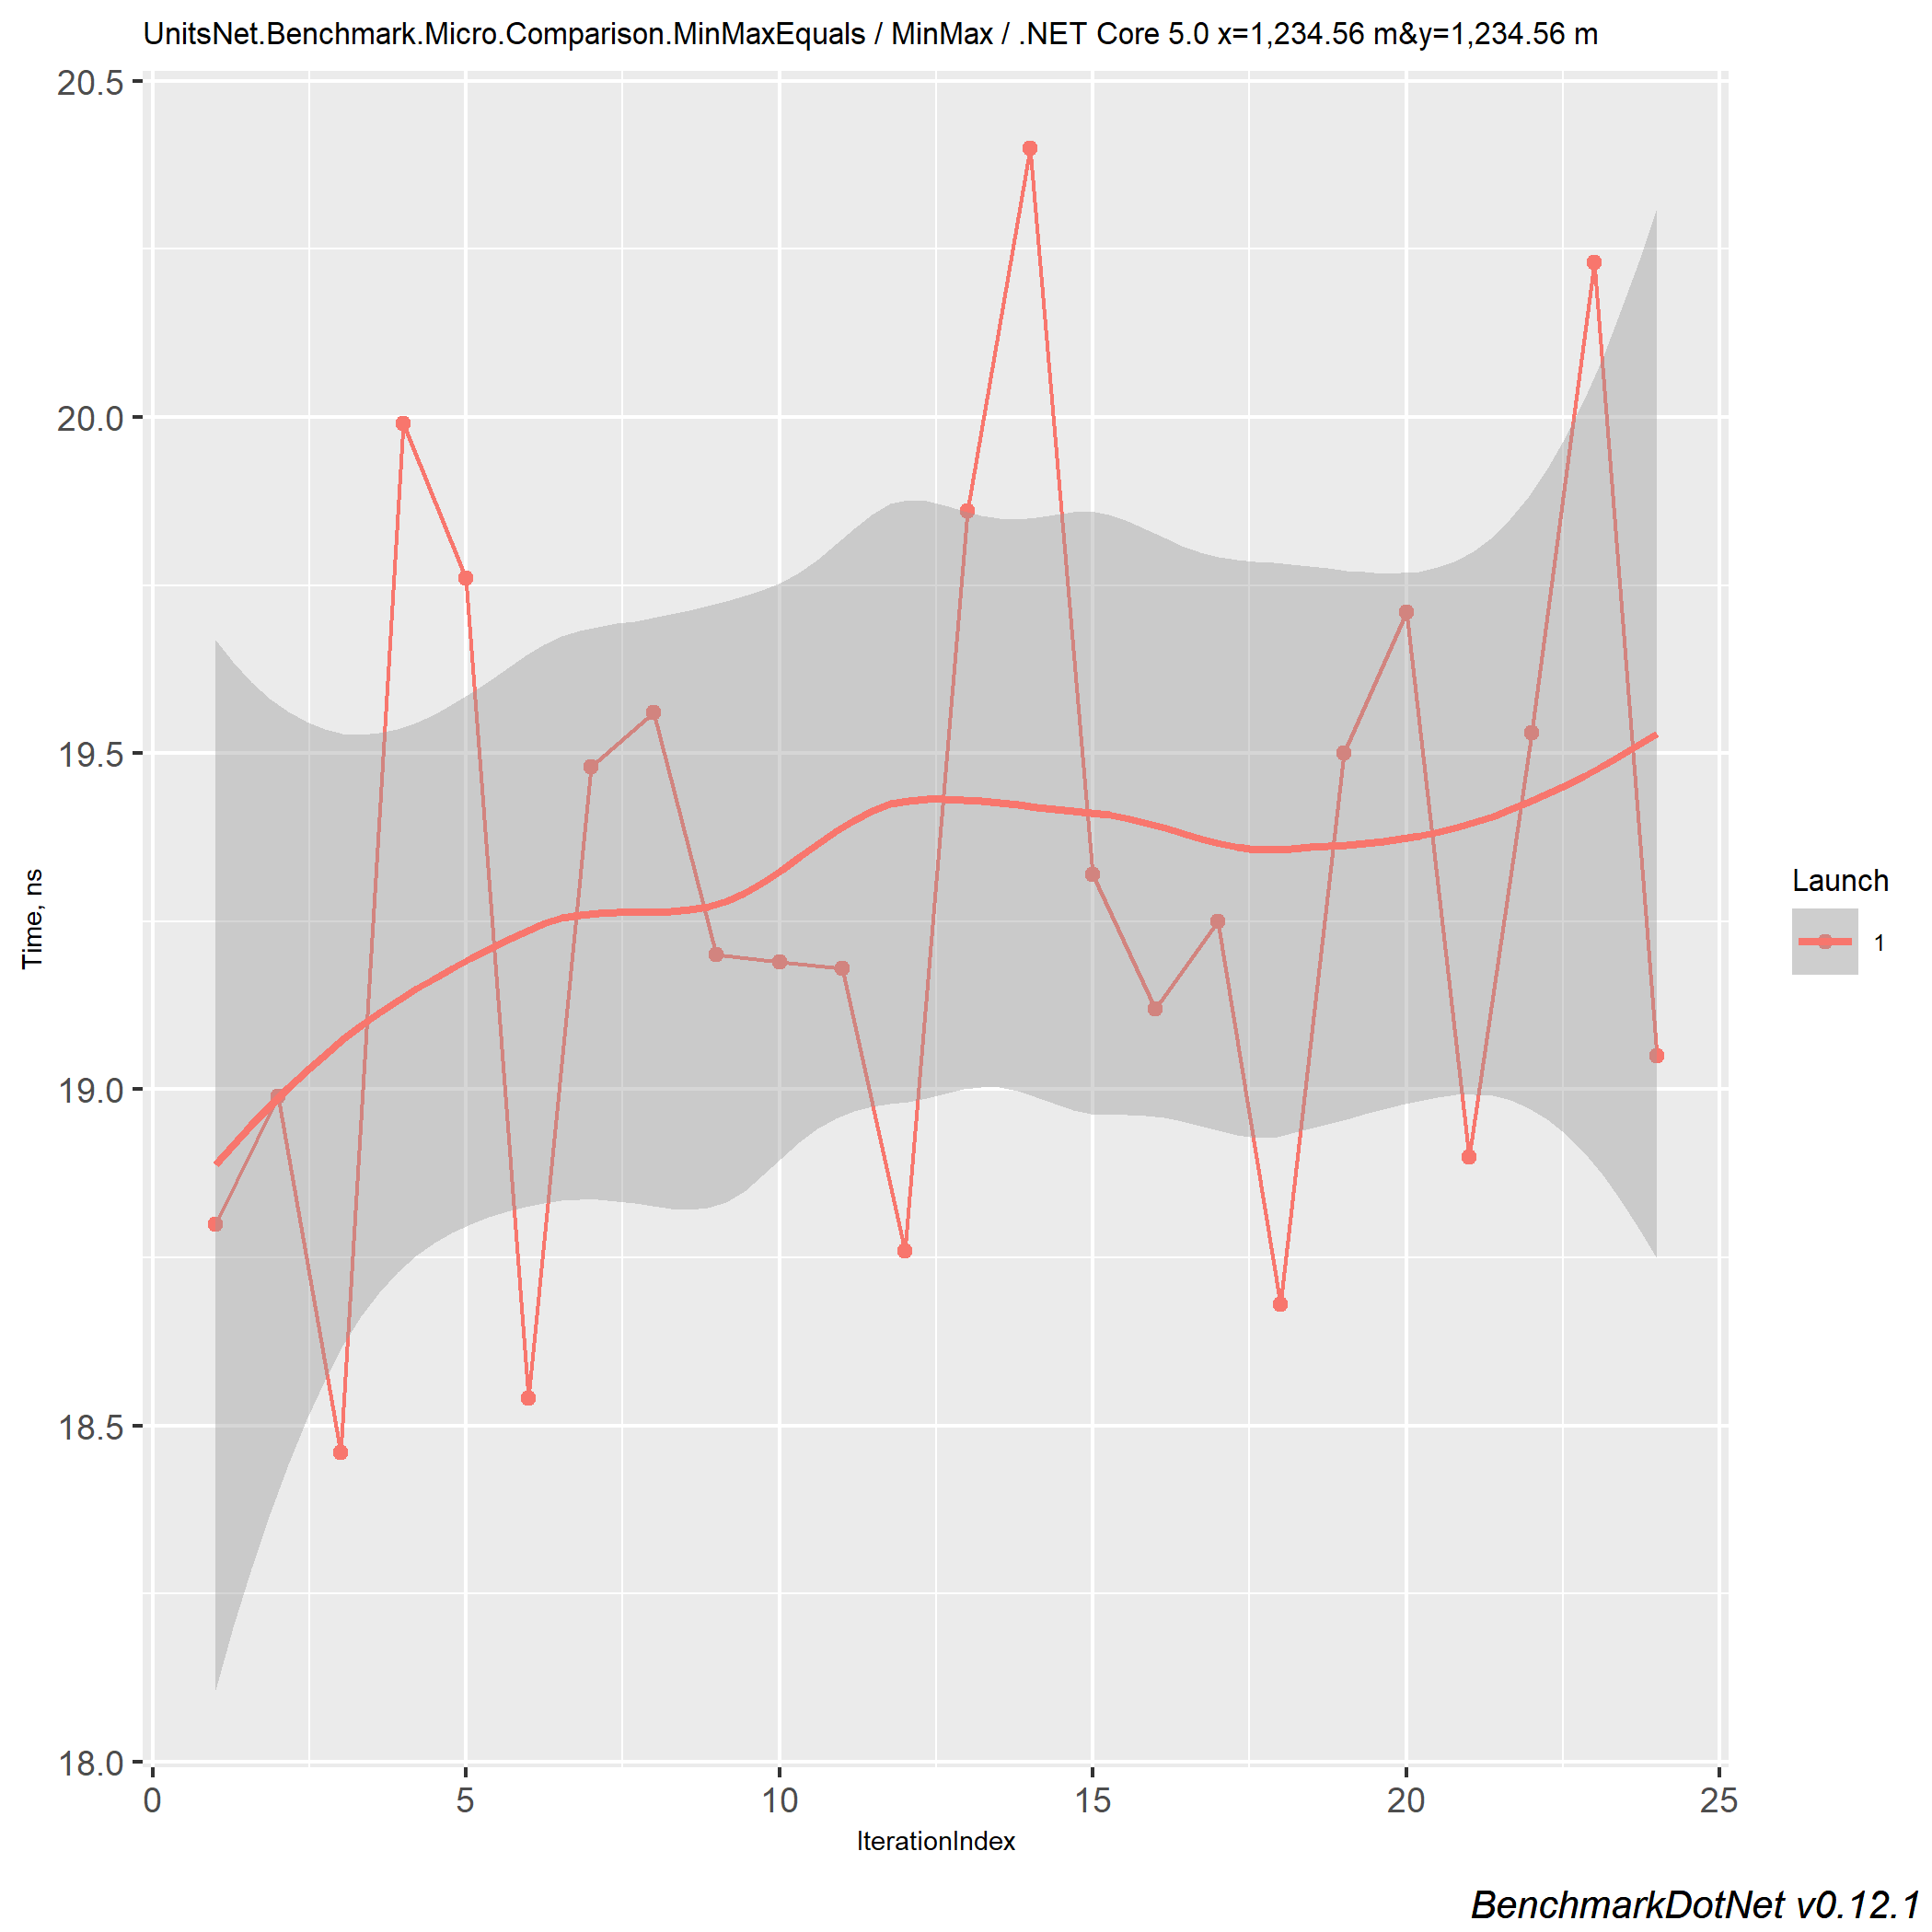 UnitsNet.Benchmark.Micro.Comparison.MinMaxEquals / MinMax / .NET Core 5.0 x=1,234.56 m&y=1,234.56 m
20.5
20.0
19.5
19.0
18.5
18.0
Time, ns
0 5 10 15 20 25
IterationIndex
Launch
1
BenchmarkDotNet v0.12.1